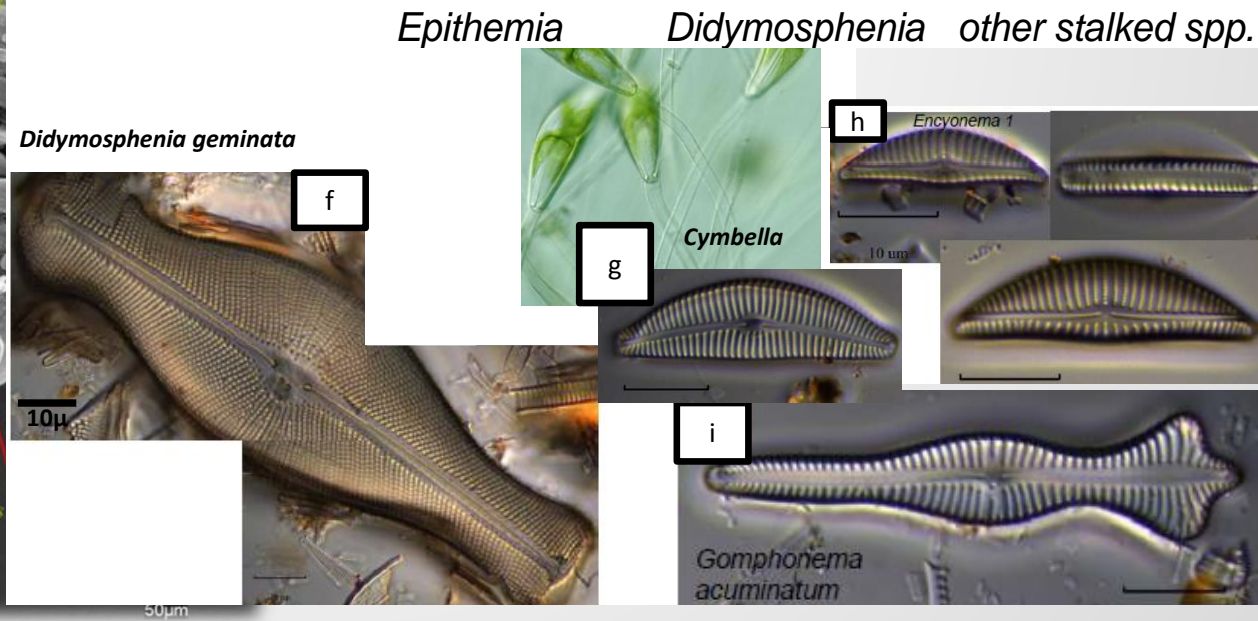 Epithemia Didymosphenia other stalked spp.
Didymosphenia geminata
f
h
Encyonema 1
10 um
g
Cymbella
10μ
i
Gomphonema
acuminatum
50μm